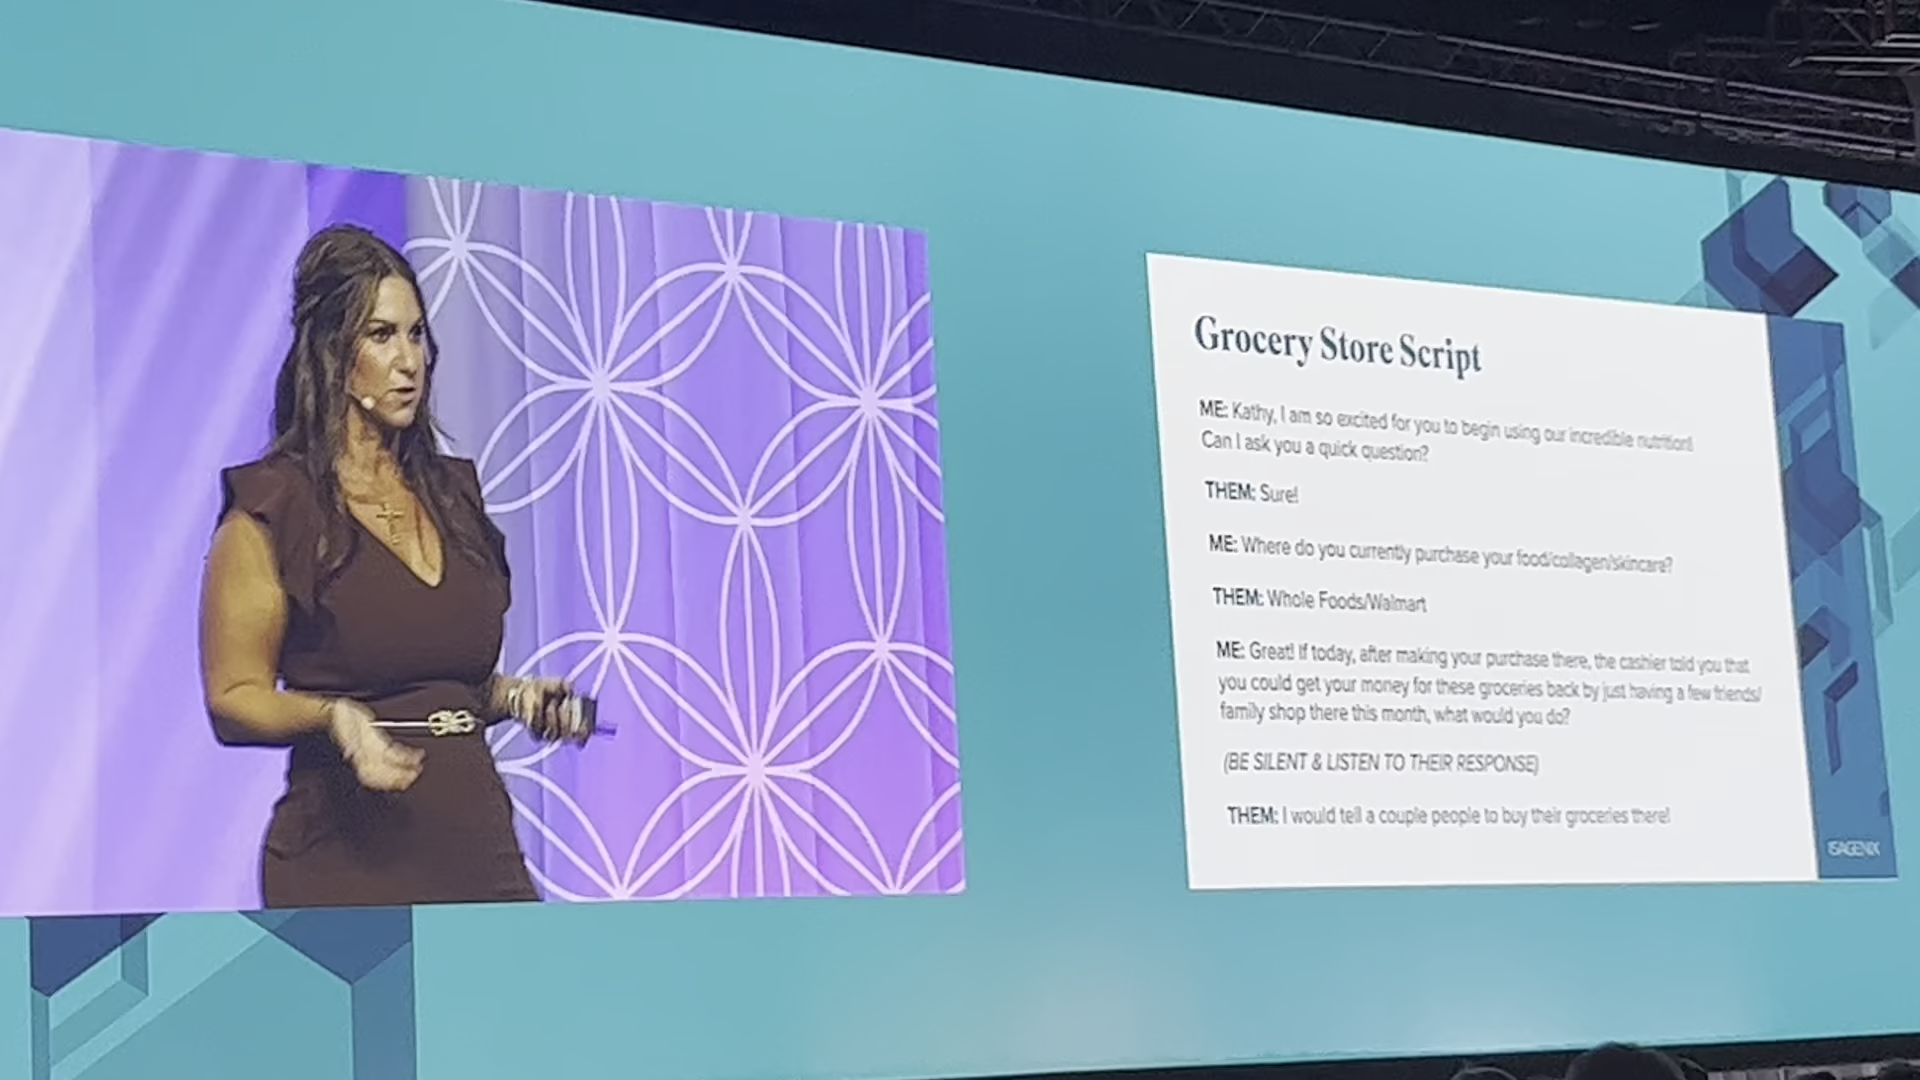 Grocery Store Script
ME: Kathy, I am so excited for you to begin using our incredible nutrition!
Can I ask you a quick question?
THEM: Sure!
ME: Where do you currently purchase your food/collagen/skincare?
THEM: Whole Foods/Walmart
ME: Great! If today, after making your purchase there, the cashier told you that
you could get your money for these groceries back by just having a few friends/
family shop there this month, what would you do?
(BE SILENT & LISTEN TO THEIR RESPONSE)
THEM: I would tell a couple people to buy their groceries there!
ISAGENIX